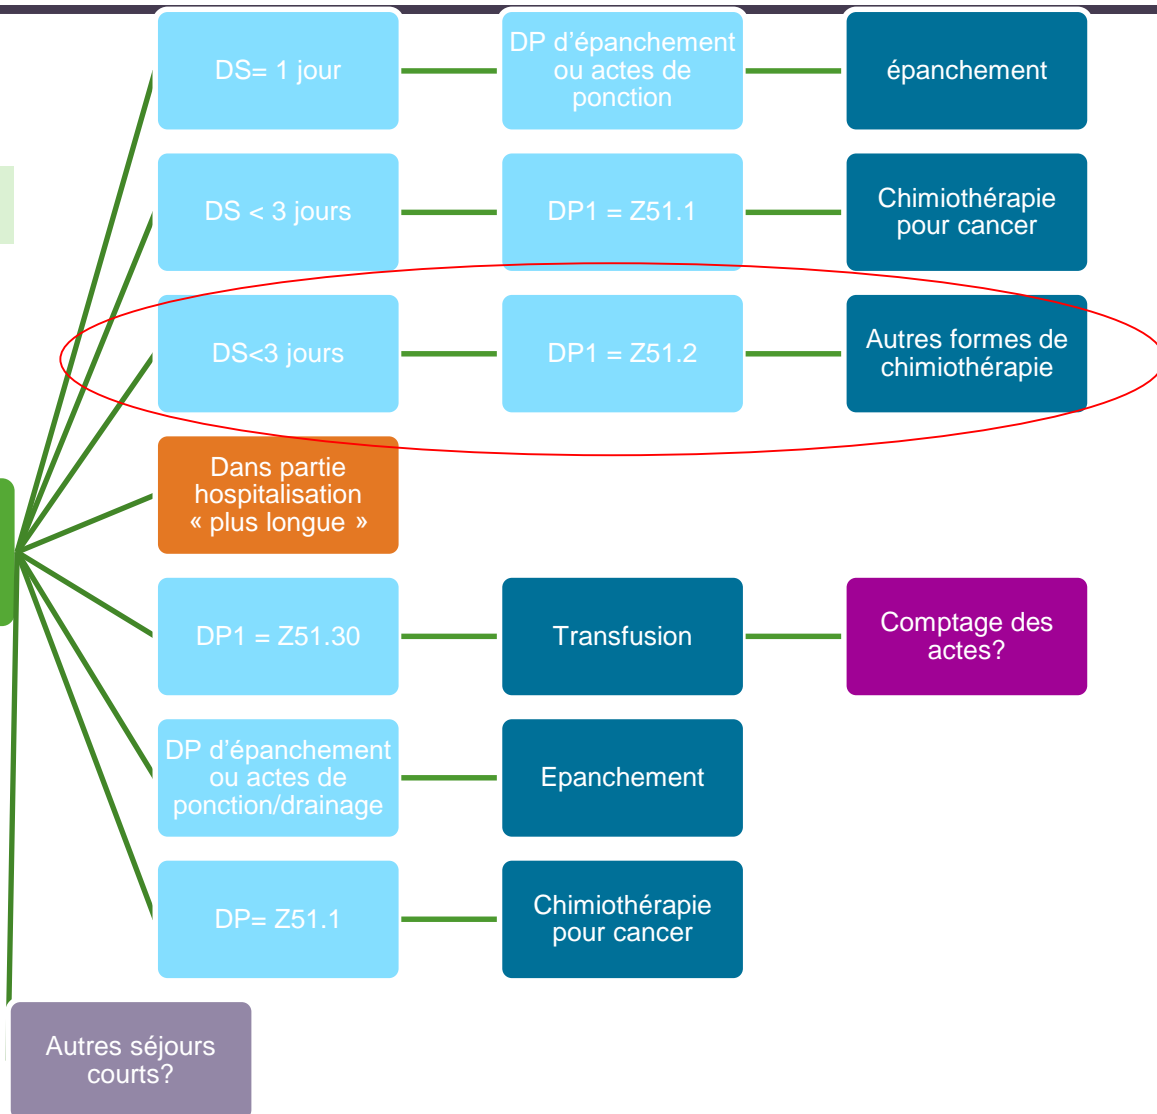 DS= 1 jour
DP d’épanchement
ou actes de
ponction
épanchement
DS < 3 jours
DP1 = Z51.1
Chimiothérapie
pour cancer
DS<3 jours
DP1 = Z51.2
Autres formes de
chimiothérapie
Dans partie
hospitalisation
« plus longue »
DP1 = Z51.30
Transfusion
Comptage des
actes?
DP d’épanchement
ou actes de
ponction/drainage
Epanchement
DP= Z51.1
Chimiothérapie
pour cancer
Autres séjours
courts?